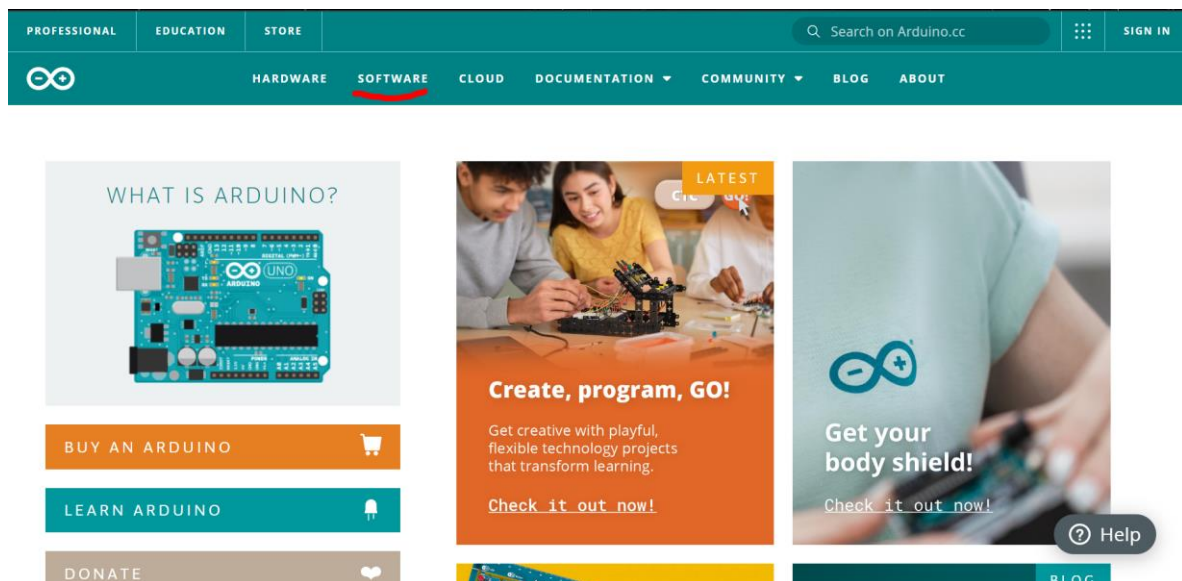 PROFESSIONAL
EDUCATION
STORE
Search on Arduino.cc
SIGN IN
HARDWARE
SOFTWARE
CLOUD
DOCUMENTATION
COMMUNITY
BLOG
ABOUT
WHAT IS ARDUINO?
UNO
ARDUINO
BUY AN ARDUINO
LEARN ARDUINO
DONATE
LATEST
CTC GO!
Create, program, GO!
Get creative with playful,
flexible technology projects
that transform learning.
Check it out now!
Get your
body shield!
Check it out now!
Help
BLOG